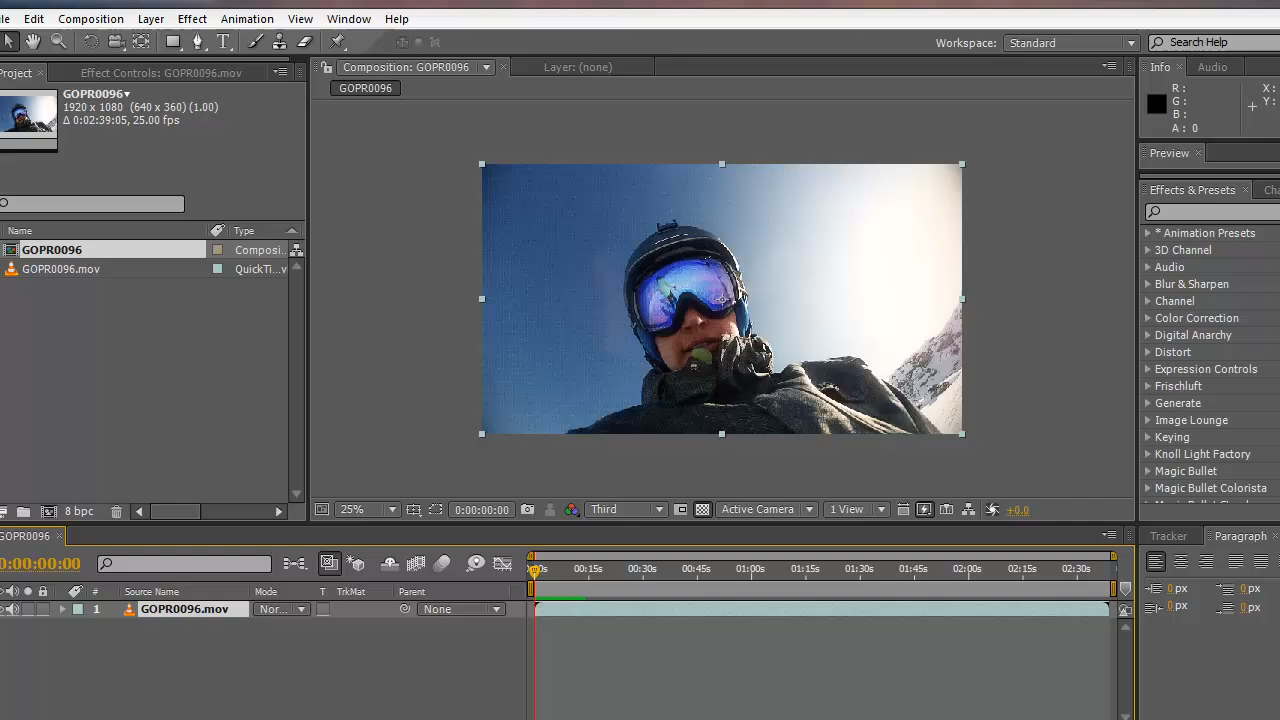 le Edit Composition Layer Effect Animation View Window Help
Workspace: Standard Search Help
Project Effect Controls: GOPR0096.mov
Composition: GOPR0096 Layer: (none)
Info Audio
GOPR0096
GOPR0096▾
1920 x 1080 (640 x 360) (1.00)
Δ 0:02:39:05, 25.00 fps
R :
G :
B :
A : 0
X :
Y :
Preview
Effects & Presets Cha
* Animation Presets
3D Channel
Audio
Blur & Sharpen
Channel
Color Correction
Digital Anarchy
Distort
Expression Controls
Frischluft
Generate
Image Lounge
Keying
Knoll Light Factory
Magic Bullet
Magic Bullet Colorista
Name Type
GOPR0096 Composi...
GOPR0096.mov QuickTi...v
8 bpc
25% 0:00:00:00 Third Active Camera 1 View +0.0
GOPR0096
0:00:00:00
00s 00:15s 00:30s 00:45s 01:00s 01:15s 01:30s 01:45s 02:00s 02:15s 02:30s
# Source Name Mode T TrkMat Parent
1 GOPR0096.mov Nor... None
Tracker Paragraph
0 px 0 px
0 px 0 px